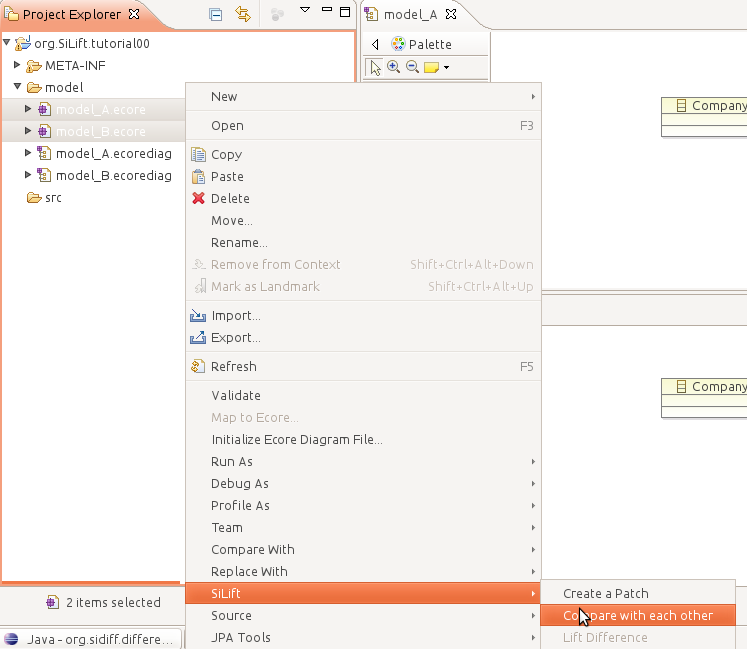 Project Explorer
org.SiLift.tutorial00
META-INF
model
model_A.ecore
model_B.ecore
model_A.ecorediag
model_B.ecorediag
src
model_A
Palette
Company
Company
New
Open F3
Copy
Paste
Delete
Move...
Rename...
Remove from Context Shift+Ctrl+Alt+Down
Mark as Landmark Shift+Ctrl+Alt+Up
Import...
Export...
Refresh F5
Validate
Map to Ecore...
Initialize Ecore Diagram File...
Run As
Debug As
Profile As
Team
Compare With
Replace With
SiLift
Source
JPA Tools
Create a Patch
Compare with each other
Lift Difference
2 items selected
Java - org.sidiff.differe...